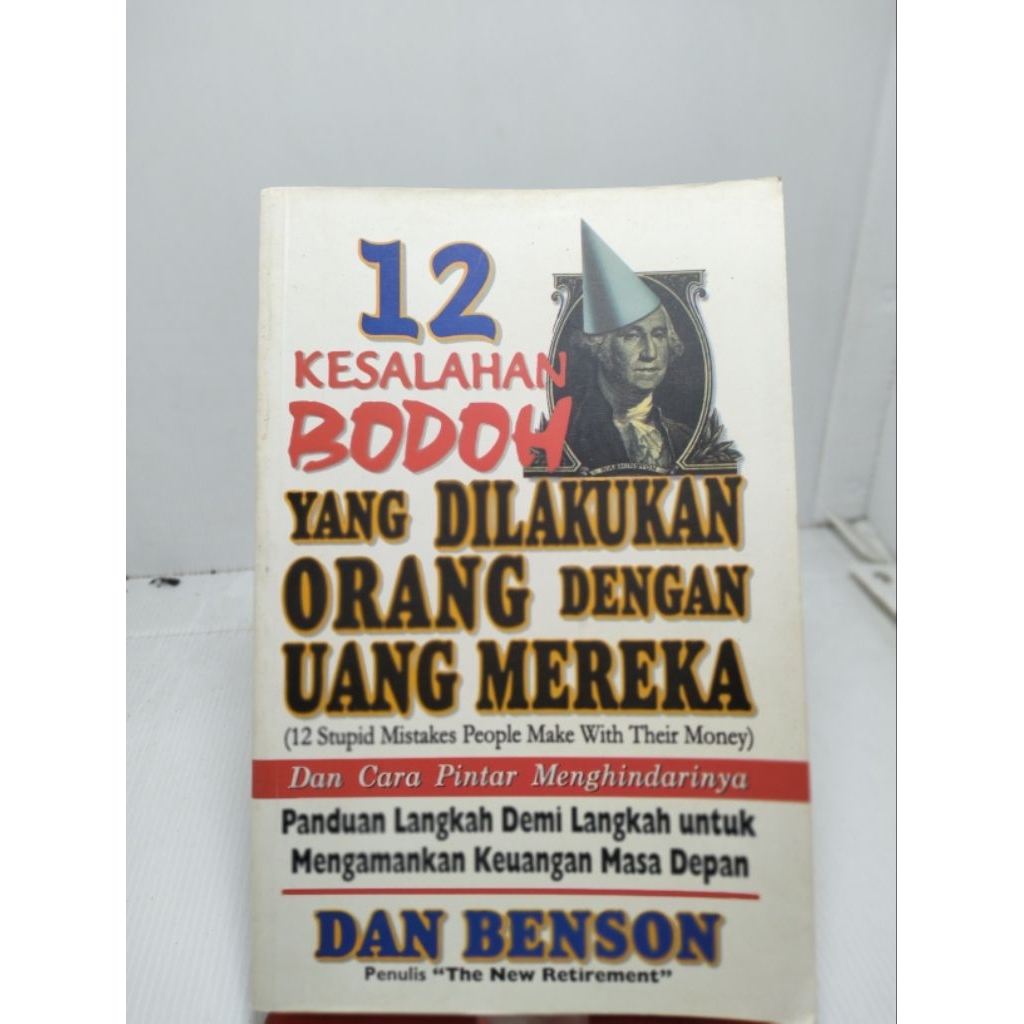 12
KESALAHAN
BODOH
YANG DILAKUKAN
ORANG DENGAN
UANG MEREKA
(12 Stupid Mistakes People Make With Their Money)
Dan Cara Pintar Menghindarinya
Panduan Langkah Demi Langkah untuk
Mengamankan Keuangan Masa Depan
DAN BENSON
Penulis "The New Retirement"